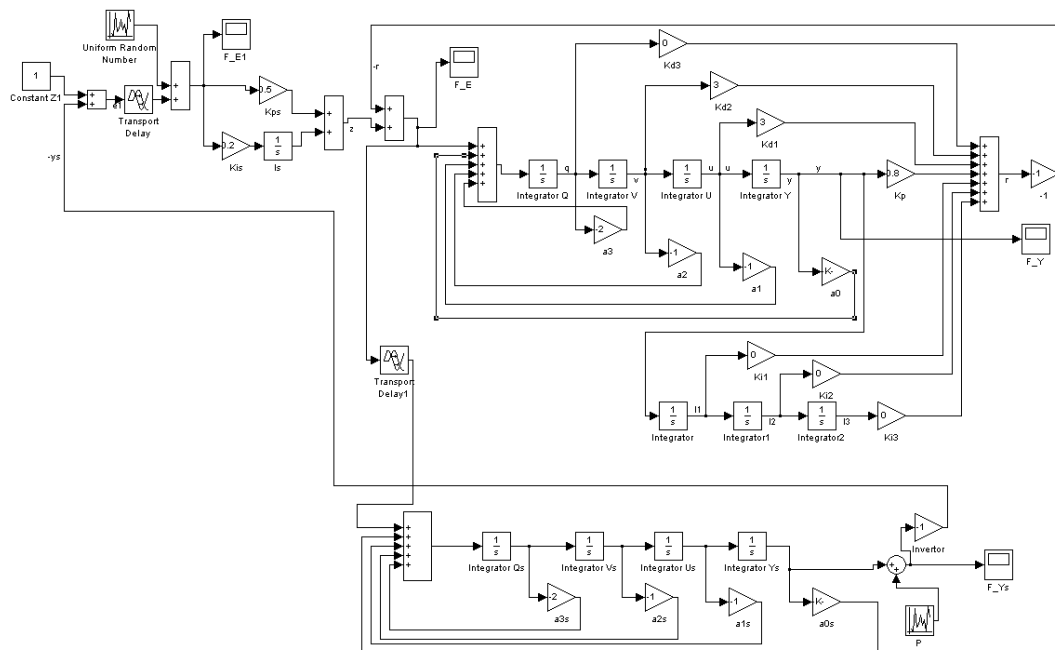 Uniform Random
Number
F_E1
1
Constant Z1
-ys
+
+
e1
Transport
Delay
+
+
0.5
Kps
0.2
Kis
1
s
Is
+
+
z
-r
+
+
F_E
+
+
+
+
+
1
s
Integrator Q
q
1
s
Integrator V
v
1
s
Integrator U
u
u
1
s
Integrator Y
y
y
0
Kd3
3
Kd2
3
Kd1
0.8
Kp
+
+
+
+
+
+
+
r
-1
-1
F_Y
-2
a3
-1
a2
-1
a1
K-
a0
Transport
Delay1
0
Ki1
0
Ki2
0
Ki3
1
s
Integrator
I1
1
s
Integrator1
I2
1
s
Integrator2
I3
+
+
+
+
+
1
s
Integrator Qs
1
s
Integrator Vs
1
s
Integrator Us
1
s
Integrator Ys
-2
a3s
-1
a2s
-1
a1s
K-
a0s
-1
Invertor
+
+
P
F_Ys